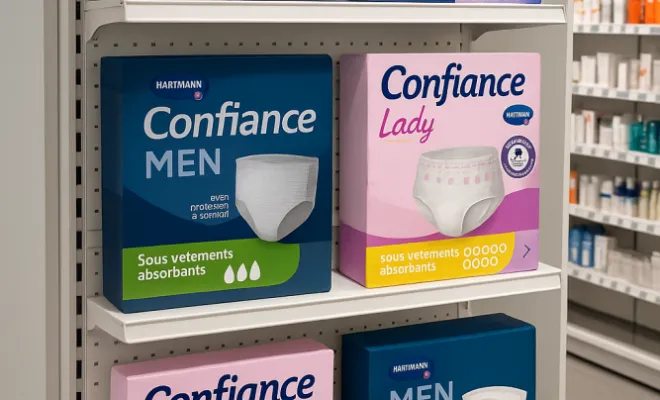 HARTMANN
Confiance
MEN
Sous vetements
absorbants
Confiance
Lady
HARTMANN
sous vetements
absorbants
Confiance
HARTMANN
MEN